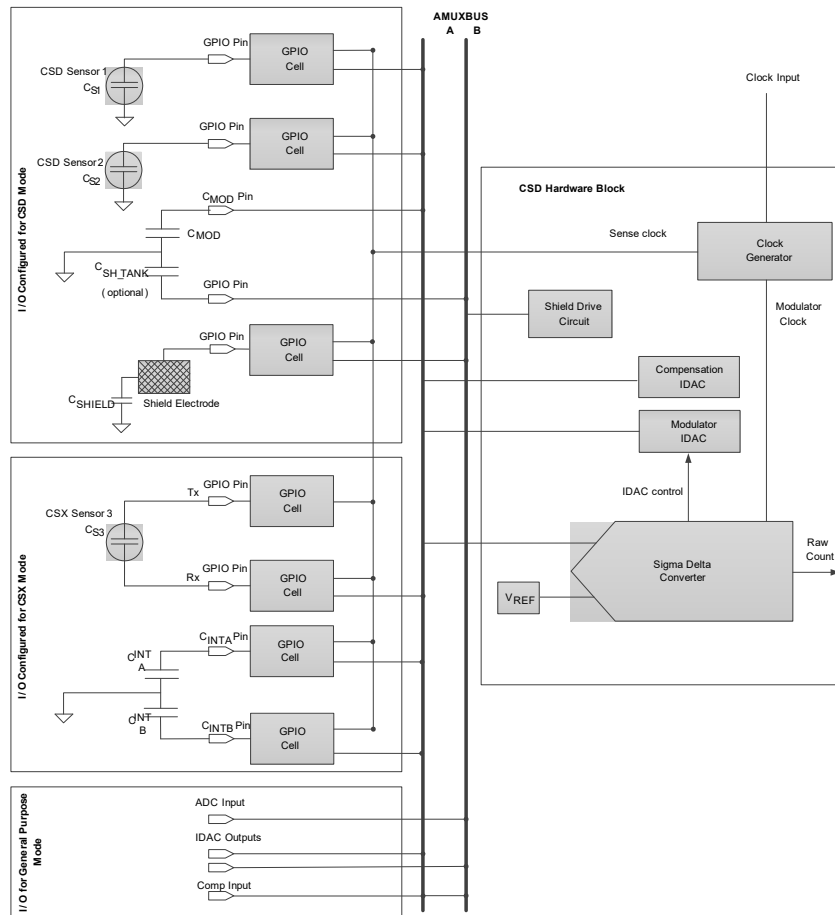 AMUXBUS
A B
I/O Configured for CSD Mode
GPIO Pin
GPIO
Cell
CSD Sensor 1
CS1
GPIO Pin
GPIO
Cell
CSD Sensor 2
CS2
CMOD Pin
CMOD
CSH_TANK
(optional)
GPIO Pin
GPIO Pin
GPIO
Cell
CSHIELD
Shield Electrode
I/O Configured for CSX Mode
GPIO Pin
Tx
GPIO
Cell
CSX Sensor 3
CS3
GPIO Pin
Rx
GPIO
Cell
CINTA Pin
GPIO
Cell
CINT
A
CINT
B
CINTB Pin
GPIO
Cell
I/O for General Purpose
Mode
ADC Input
IDAC Outputs
Comp Input
Clock Input
CSD Hardware Block
Sense clock
Clock
Generator
Modulator
Clock
Shield Drive
Circuit
Compensation
IDAC
Modulator
IDAC
IDAC control
Sigma Delta
Converter
Raw
Count
VREF